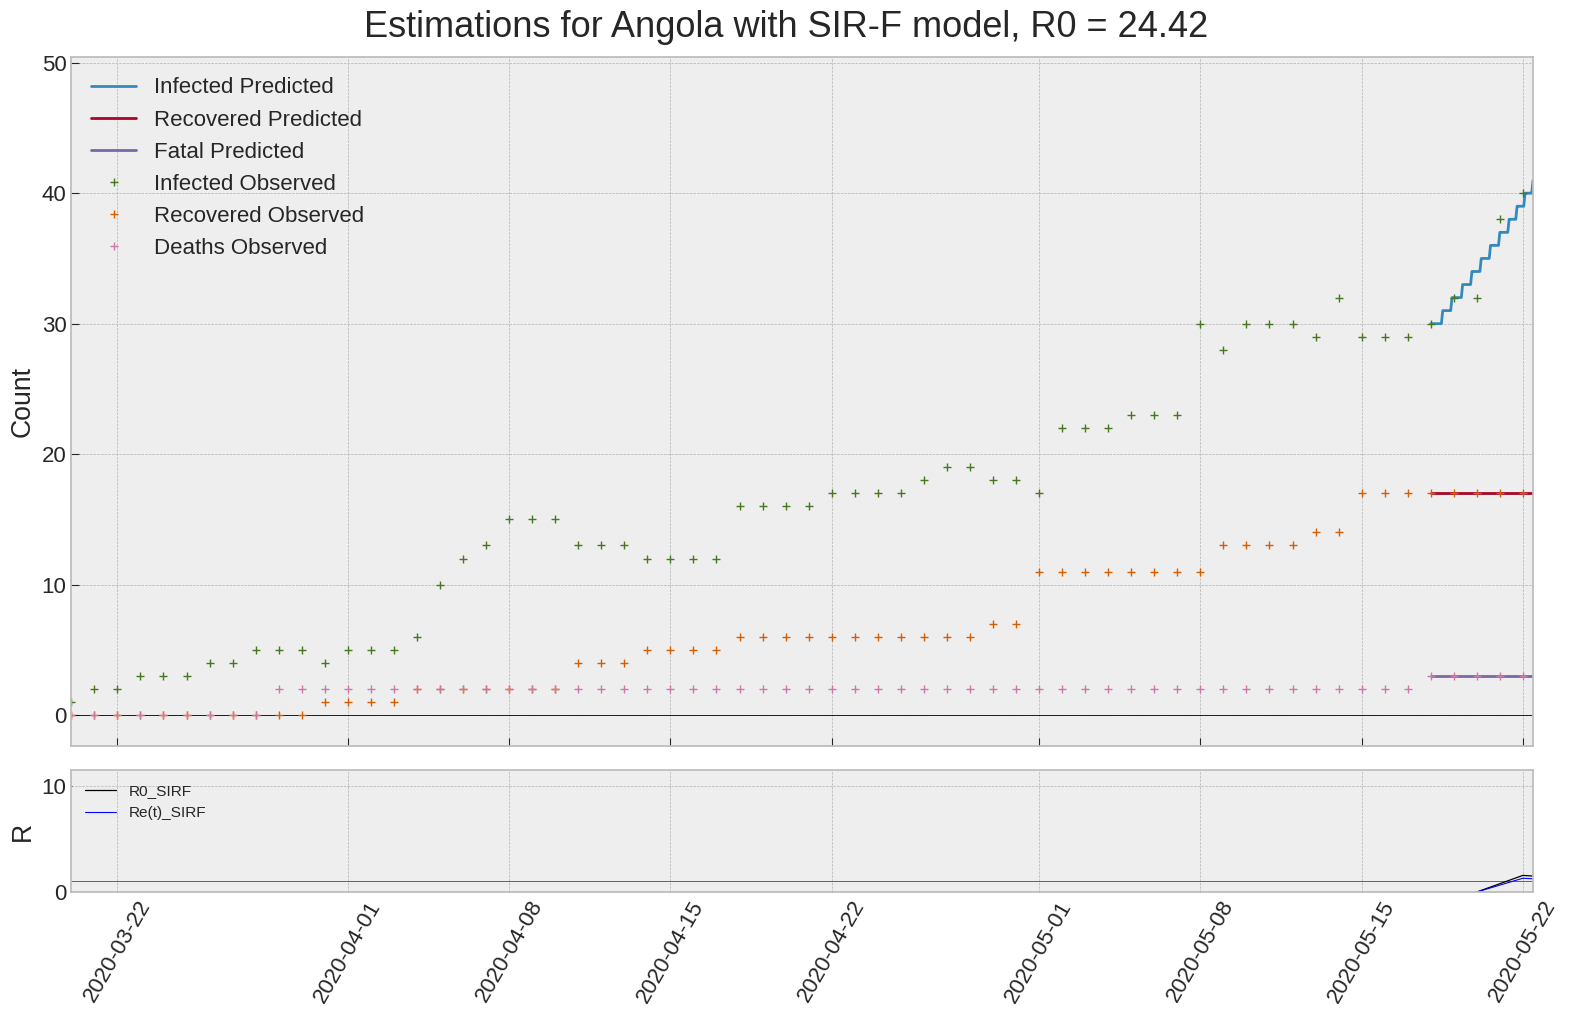 Estimations for Angola with SIR-F model, R0 = 24.42
50
40
30
20
10
0
Count
Infected Predicted
Recovered Predicted
Fatal Predicted
Infected Observed
Recovered Observed
Deaths Observed
10
0
R
R0_SIRF
Re(t)_SIRF
2020-03-22
2020-04-01
2020-04-08
2020-04-15
2020-04-22
2020-05-01
2020-05-08
2020-05-15
2020-05-22